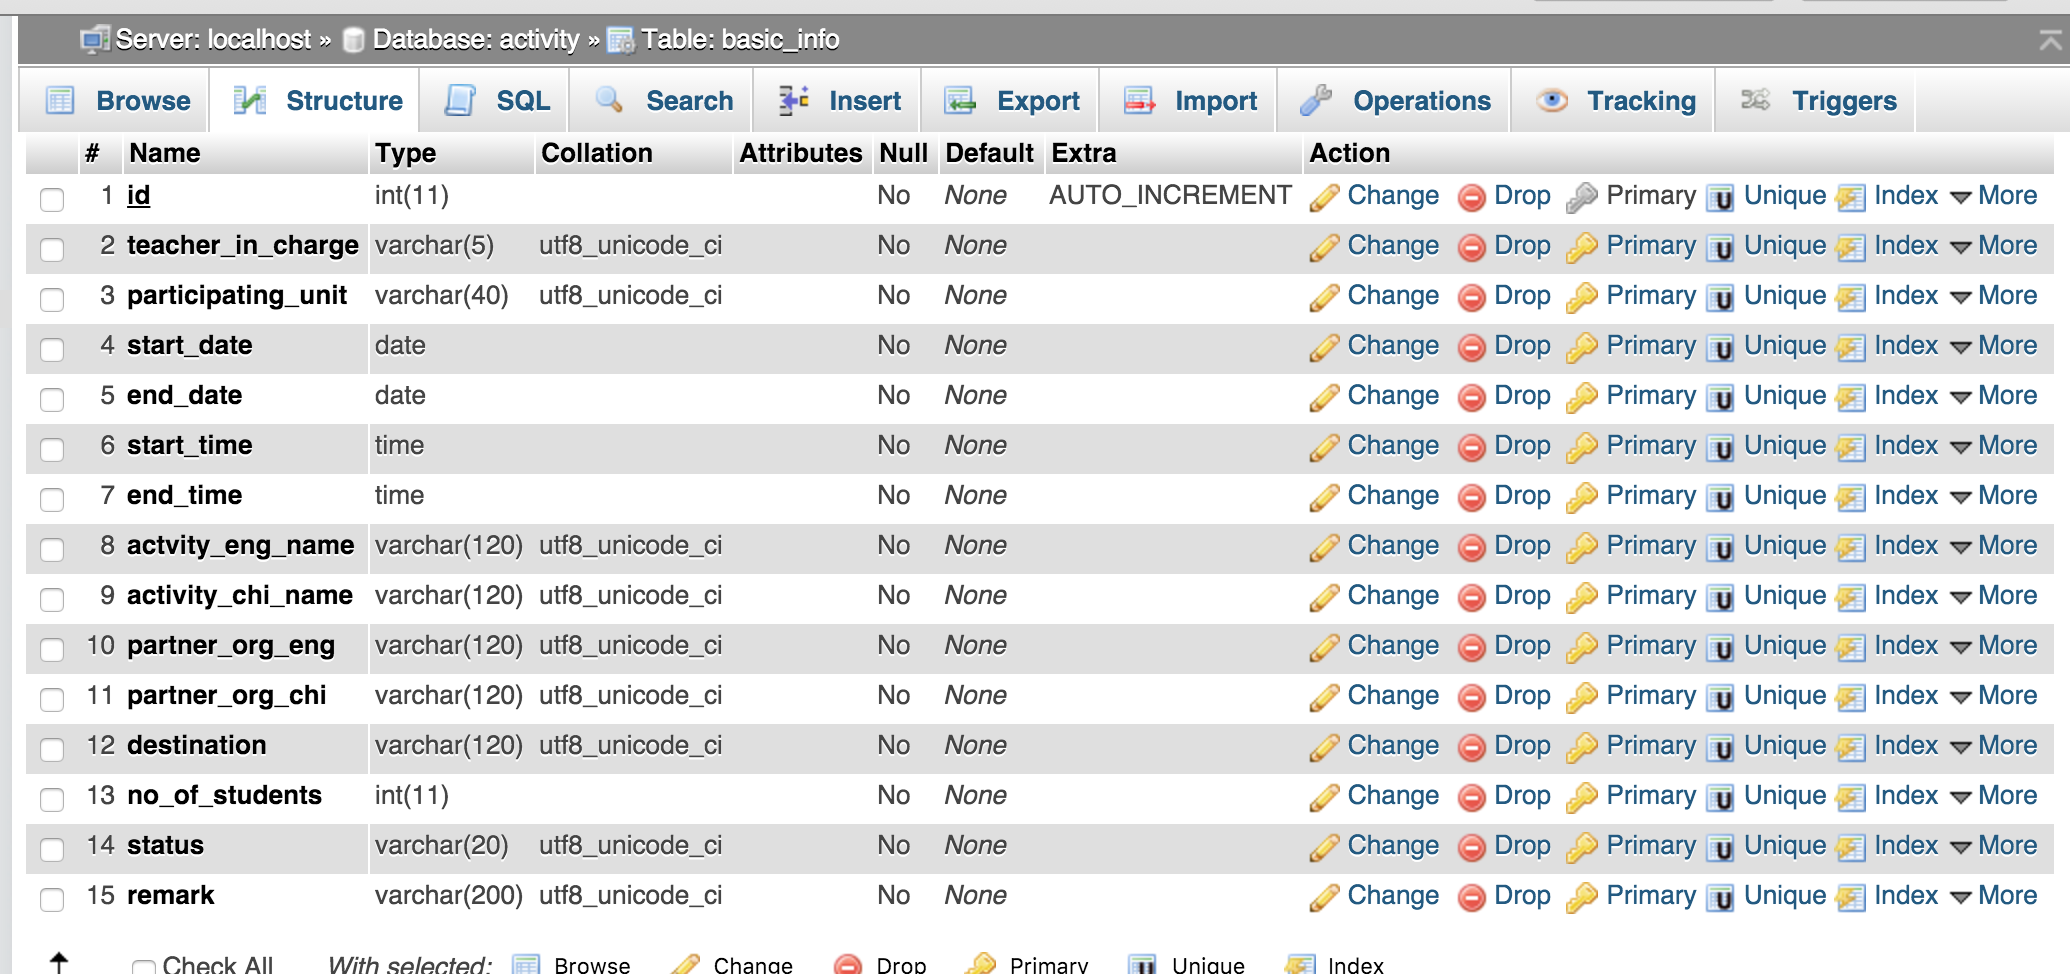 Server: localhost » Database: activity » Table: basic_info
Browse Structure SQL Search Insert Export Import Operations Tracking Triggers
# Name Type Collation Attributes Null Default Extra Action
1 id int(11) No None AUTO_INCREMENT Change Drop Primary Unique Index More
2 teacher_in_charge varchar(5) utf8_unicode_ci No None Change Drop Primary Unique Index More
3 participating_unit varchar(40) utf8_unicode_ci No None Change Drop Primary Unique Index More
4 start_date date No None Change Drop Primary Unique Index More
5 end_date date No None Change Drop Primary Unique Index More
6 start_time time No None Change Drop Primary Unique Index More
7 end_time time No None Change Drop Primary Unique Index More
8 actvity_eng_name varchar(120) utf8_unicode_ci No None Change Drop Primary Unique Index More
9 activity_chi_name varchar(120) utf8_unicode_ci No None Change Drop Primary Unique Index More
10 partner_org_eng varchar(120) utf8_unicode_ci No None Change Drop Primary Unique Index More
11 partner_org_chi varchar(120) utf8_unicode_ci No None Change Drop Primary Unique Index More
12 destination varchar(120) utf8_unicode_ci No None Change Drop Primary Unique Index More
13 no_of_students int(11) No None Change Drop Primary Unique Index More
14 status varchar(20) utf8_unicode_ci No None Change Drop Primary Unique Index More
15 remark varchar(200) utf8_unicode_ci No None Change Drop Primary Unique Index More
Check All With selected: Browse Change Drop Primary Unique Index